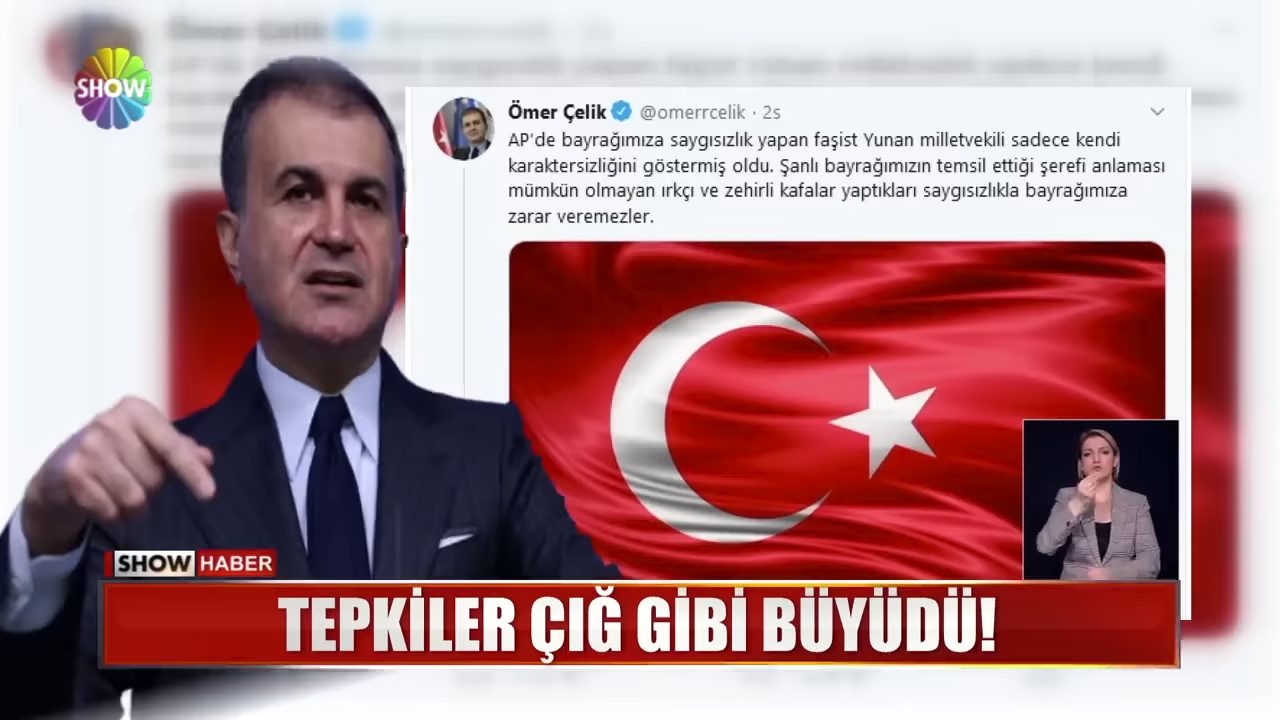 SHOW
Ömer Çelik @omerrcelik · 2s
AP'de bayrağımıza saygısızlık yapan faşist Yunan milletvekili sadece kendi
karaktersizliğini göstermiş oldu. Şanlı bayrağımızın temsil ettiği şerefi anlaması
mümkün olmayan ırkçı ve zehirli kafalar yaptıkları saygısızlıkla bayrağımıza
zarar veremezler.
SHOW HABER
TEPKİLER ÇIĞ GİBİ BÜYÜDÜ!